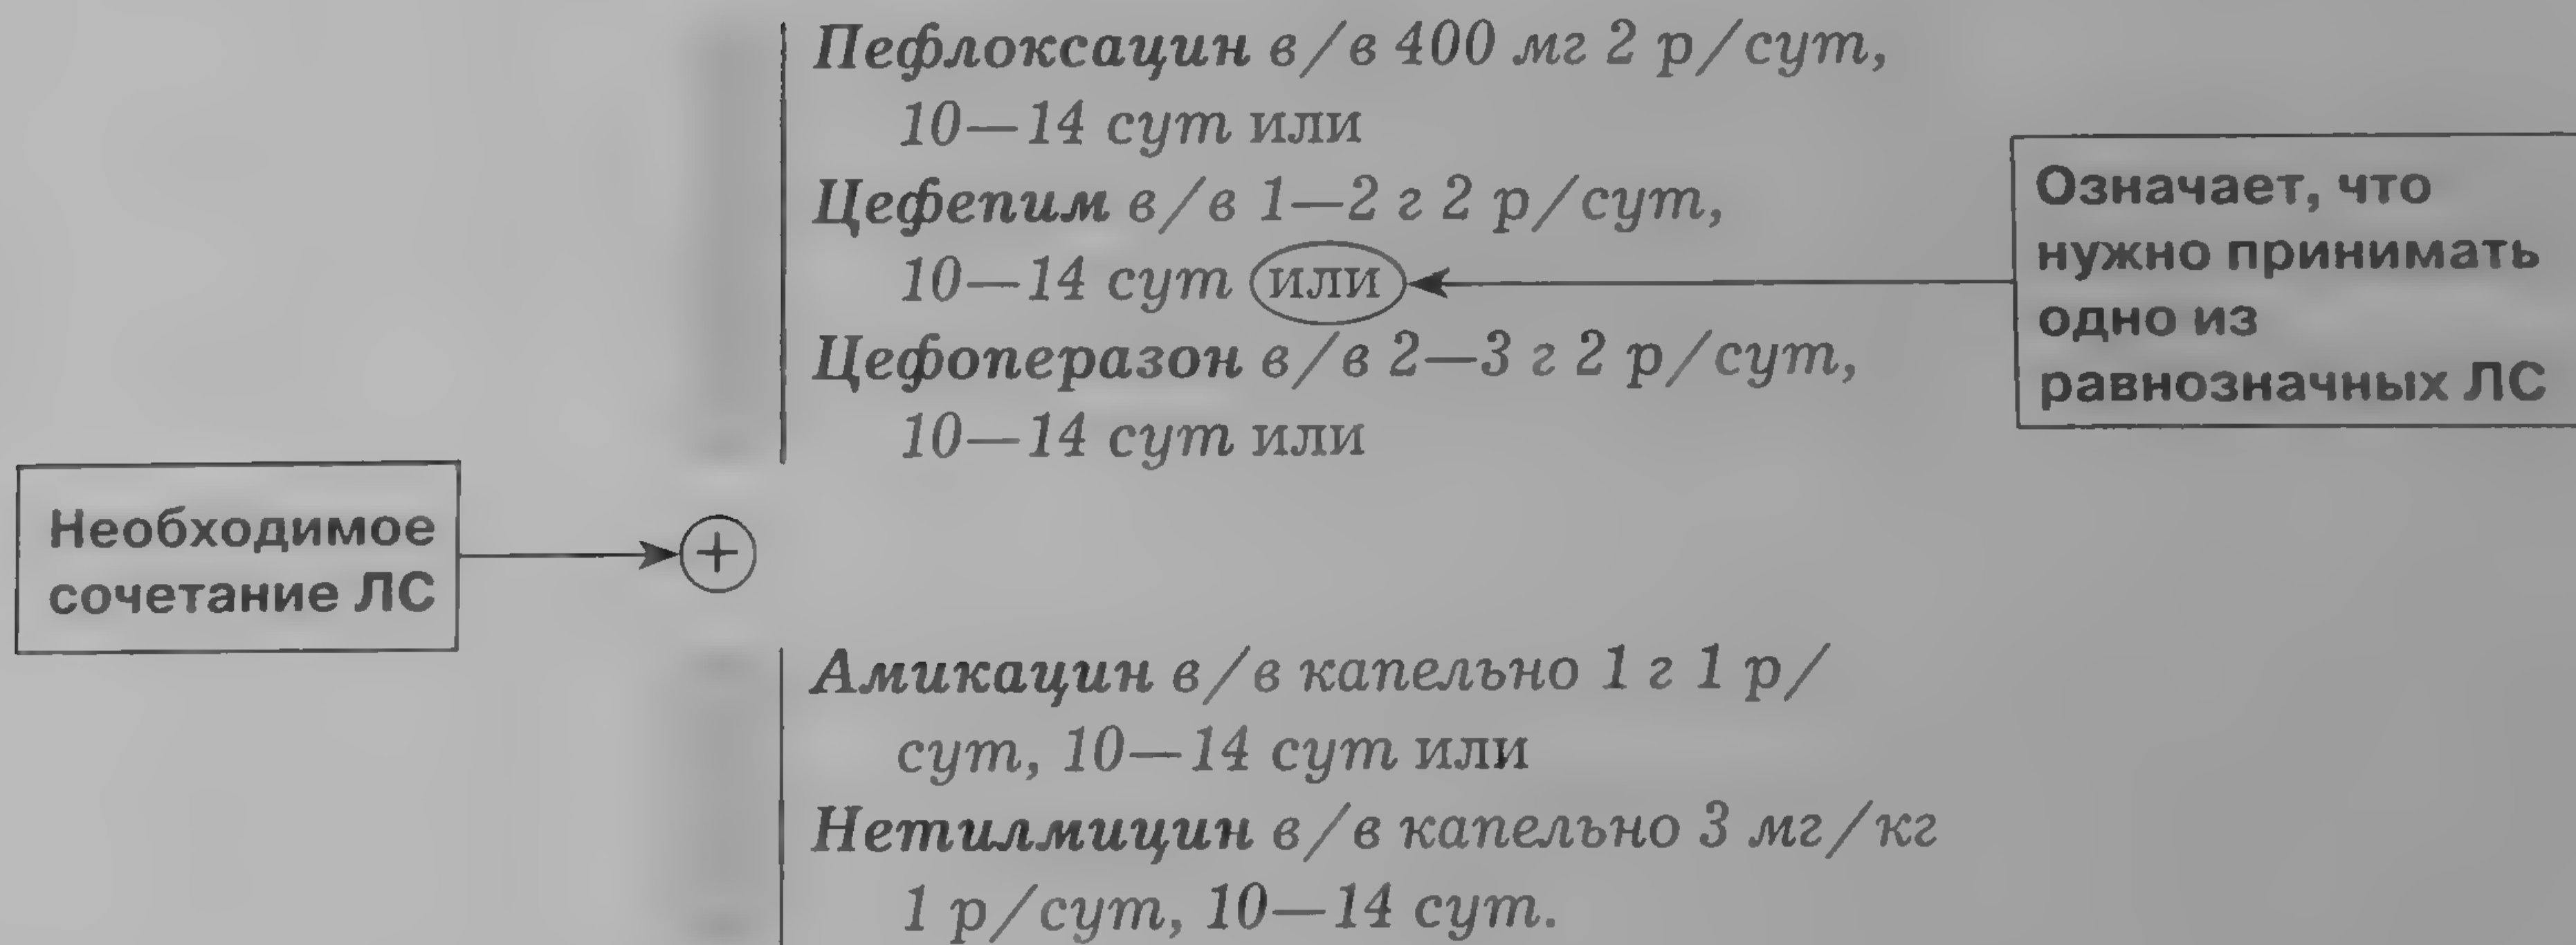 Пефлоксацин в/в 400 мг 2 р/сут,
10—14 сут или
Цефепим в/в 1—2 г 2 р/сут,
10—14 сут или
Цефоперазон в/в 2—3 г 2 р/сут,
10—14 сут или
Означает, что
нужно принимать
одно из
равнозначных ЛС
Необходимое
сочетание ЛС
+
Амикацин в/в капельно 1 г 1 р/
сут, 10—14 сут или
Нетилмицин в/в капельно 3 мг/кг
1 р/сут, 10—14 сут.